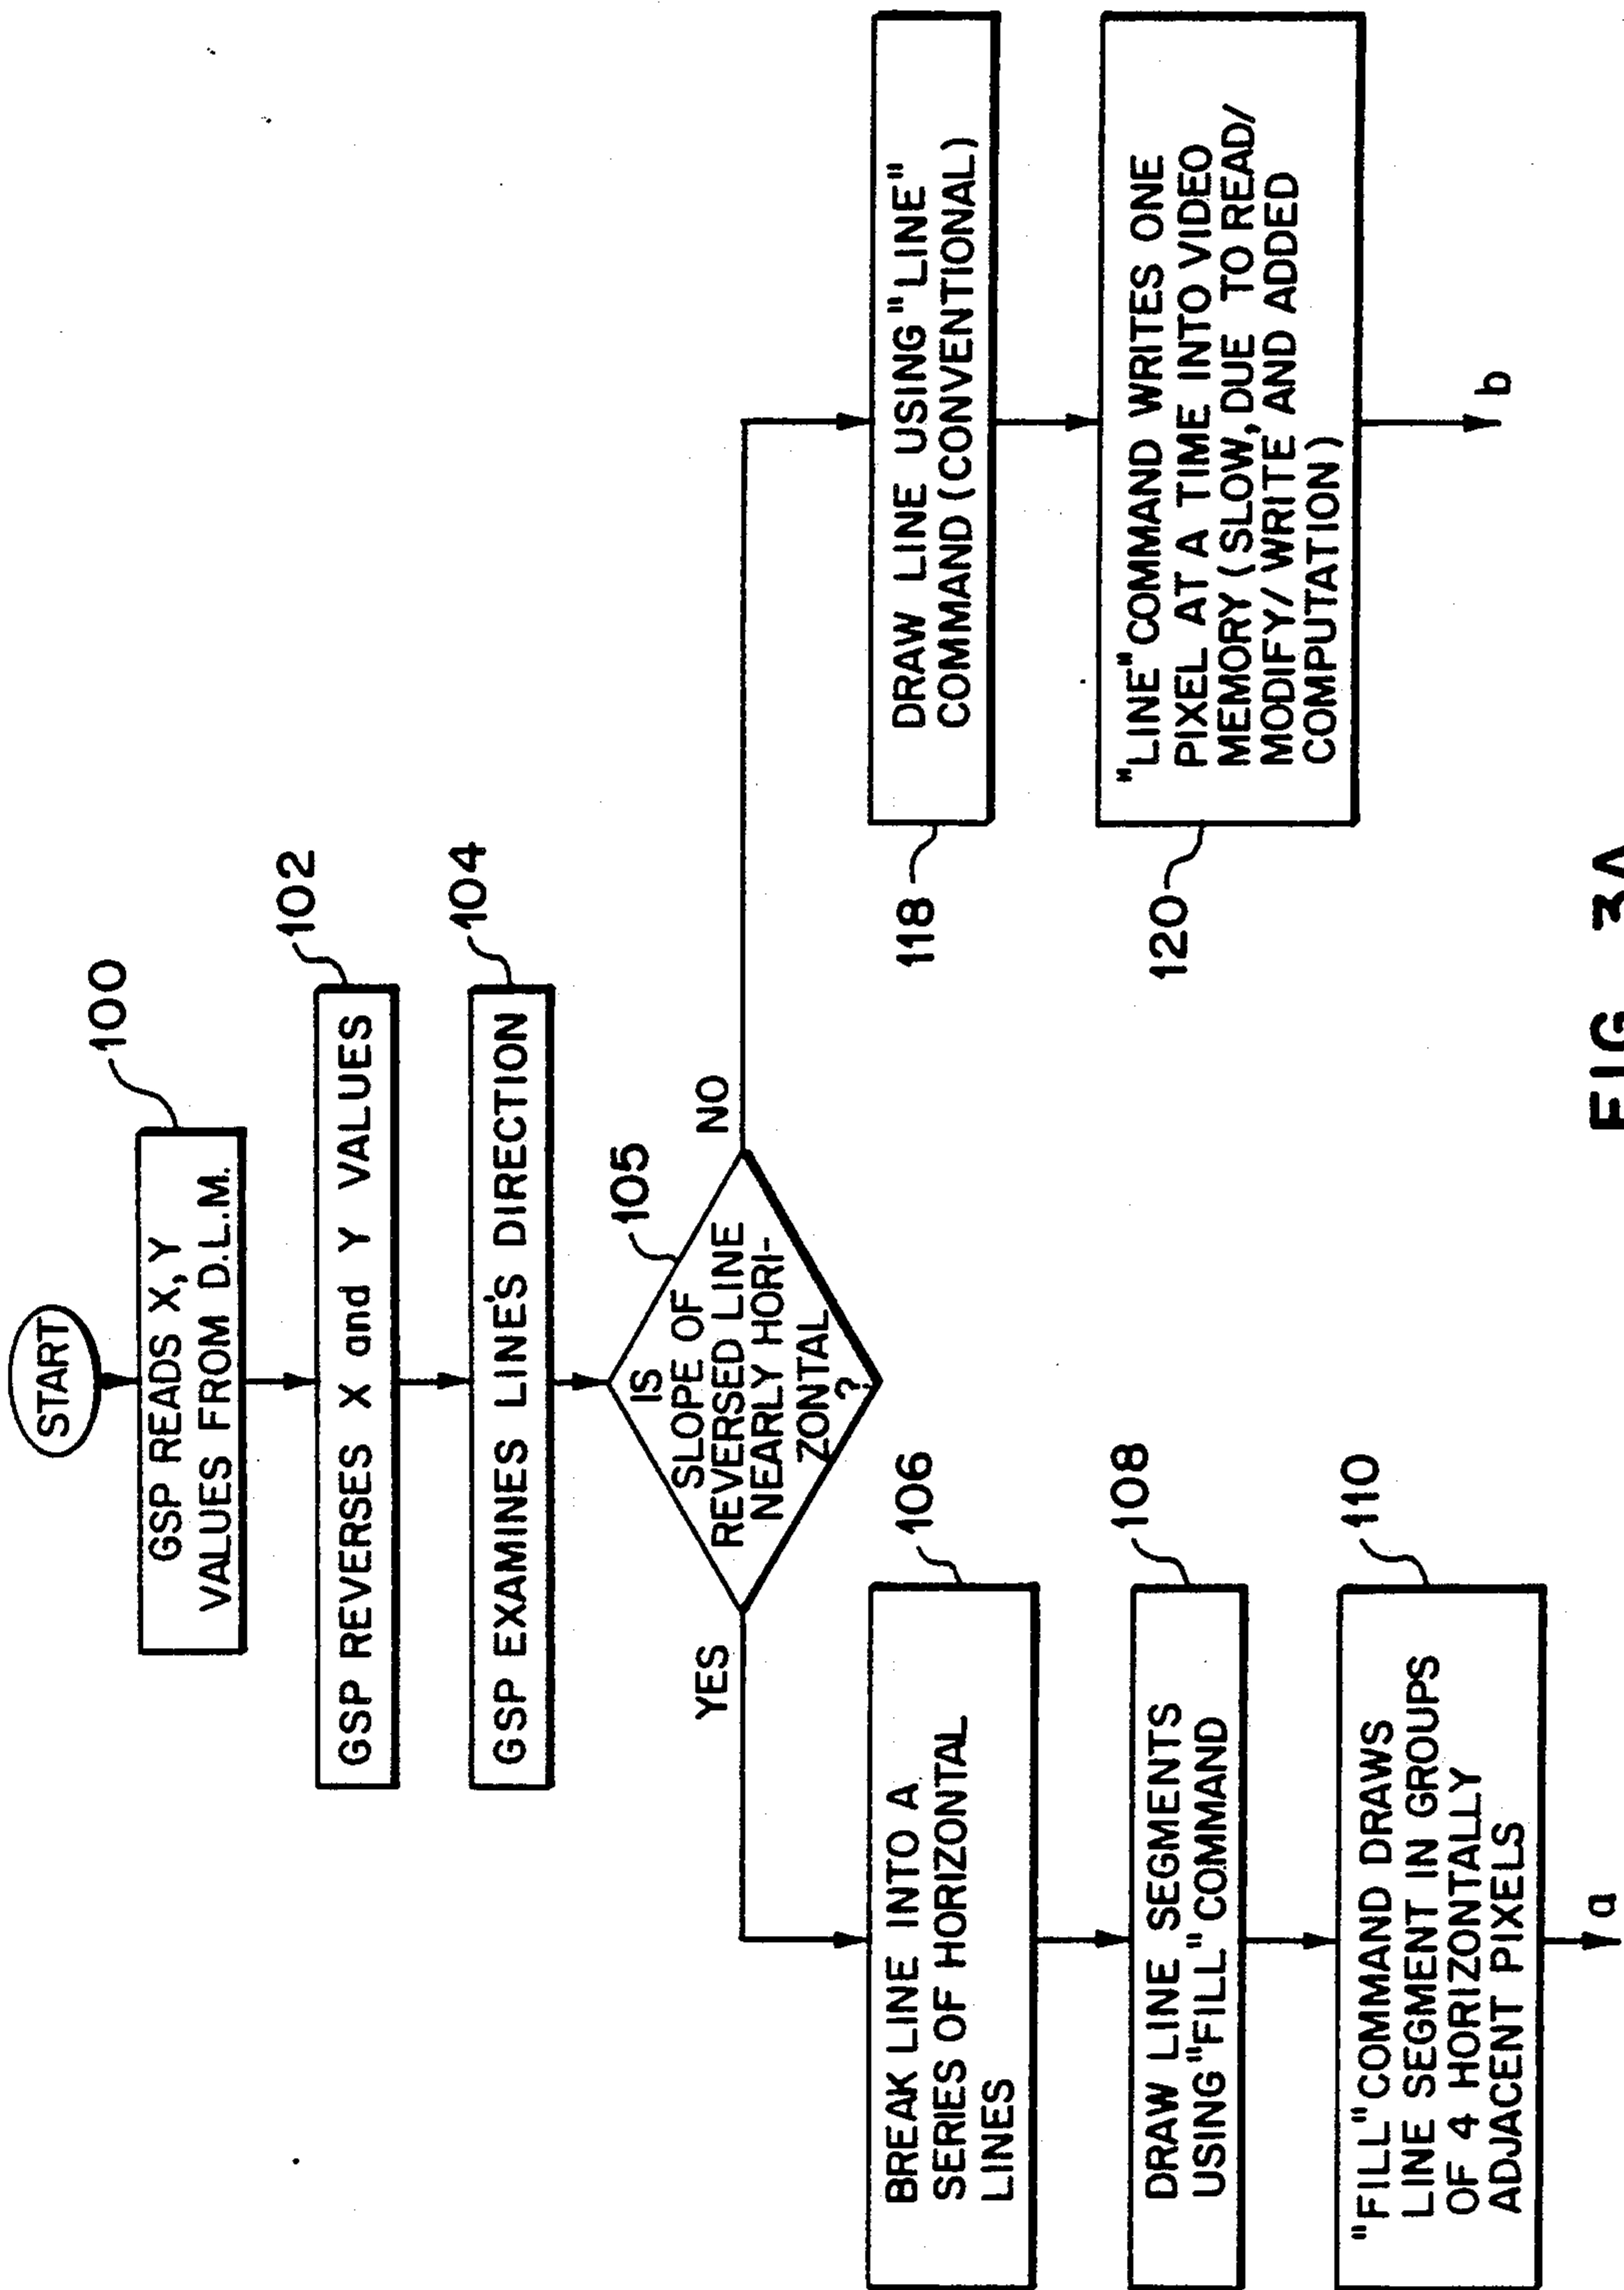 START
100
GSP READS X,Y
VALUES FROM D.L.M.
102
GSP REVERSES X and Y VALUES
104
GSP EXAMINES LINE'S DIRECTION
105
IS
SLOPE OF
REVERSED LINE
NEARLY HORI-
ZONTAL
?
YES
NO
106
BREAK LINE INTO A
SERIES OF HORIZONTAL
LINES
108
DRAW LINE SEGMENTS
USING "FILL" COMMAND
110
"FILL" COMMAND DRAWS
LINE SEGMENT IN GROUPS
OF 4 HORIZONTALLY
ADJACENT PIXELS
a
118
DRAW LINE USING "LINE"
COMMAND (CONVENTIONAL)
120
"LINE" COMMAND WRITES ONE
PIXEL AT A TIME INTO VIDEO
MEMORY (SLOW, DUE TO READ/
MODIFY/ WRITE AND ADDED
COMPUTATION)
b
FIG 3A